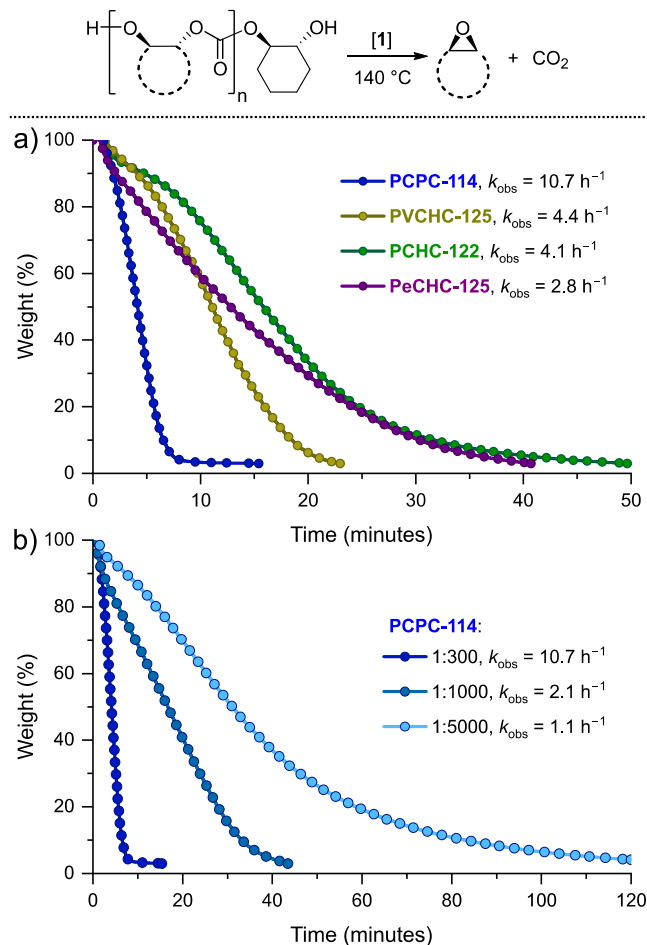 H O O O O OH
O
n
[1]
140 °C
O
+ CO₂
a)
100
80
60
40
20
0
Weight (%)
PCPC-114, kobs = 10.7 h⁻¹
PVCHC-125, kobs = 4.4 h⁻¹
PCHC-122, kobs = 4.1 h⁻¹
PeCHC-125, kobs = 2.8 h⁻¹
0 10 20 30 40 50
Time (minutes)
b)
100
80
60
40
20
0
Weight (%)
PCPC-114:
1:300, kobs = 10.7 h⁻¹
1:1000, kobs = 2.1 h⁻¹
1:5000, kobs = 1.1 h⁻¹
0 20 40 60 80 100 120
Time (minutes)